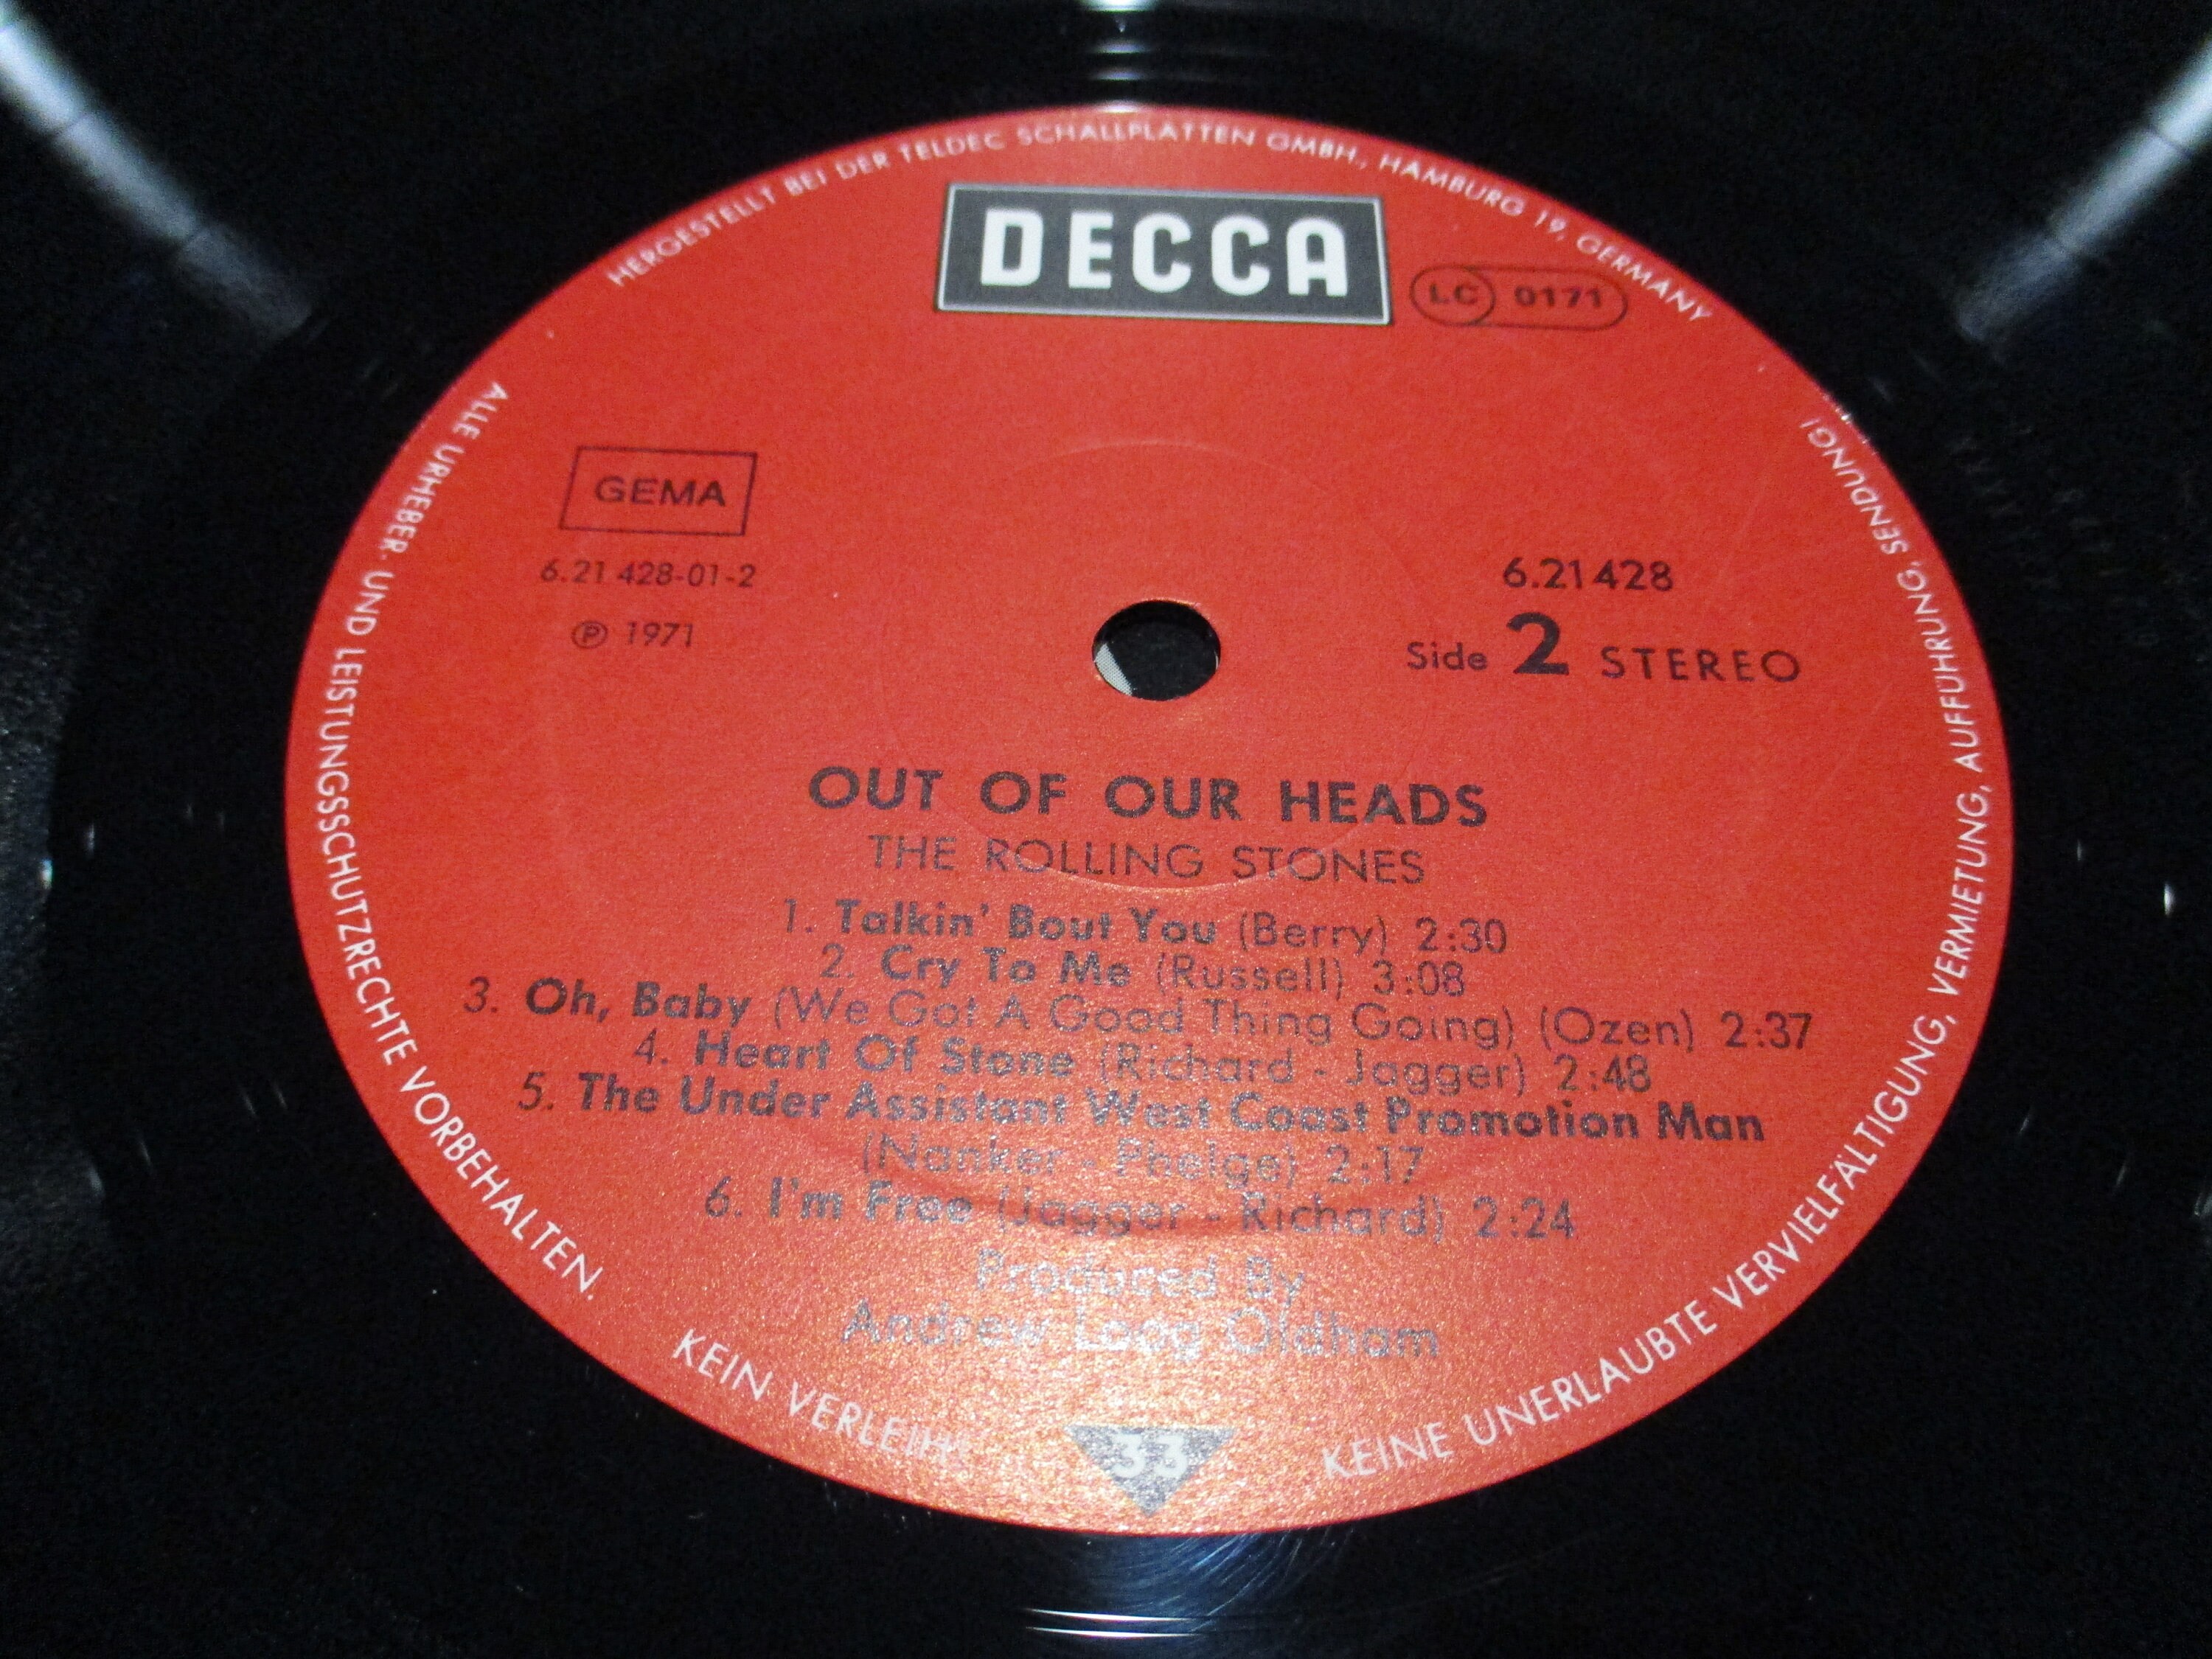 HERGESTELLT BEI DER TELDEC SCHALLPLATTEN GMBH., HAMBURG 19, GERMANY
DECCA
LC 0171
GEMA
6.21 428-01-2
℗ 1971
6.21428
Side 2 STEREO
OUT OF OUR HEADS
THE ROLLING STONES
1. Talkin' Bout You (Berry) 2:30
2. Cry To Me (Russell) 3:08
3. Oh, Baby (We Got A Good Thing Going) (Ozen) 2:37
4. Heart Of Stone (Richard - Jagger) 2:48
5. The Under Assistant West Coast Promotion Man
(Nanker - Phelge) 2:17
6. I'm Free (Jagger - Richard) 2:24
Produced By
Andrew Loog Oldham
33
ALLE URHEBER- UND LEISTUNGSSCHUTZRECHTE VORBEHALTEN.
KEIN VERLEIH!
KEINE UNERLAUBTE VERVIELFÄLTIGUNG, VERMIETUNG, AUFFÜHRUNG, SENDUNG!